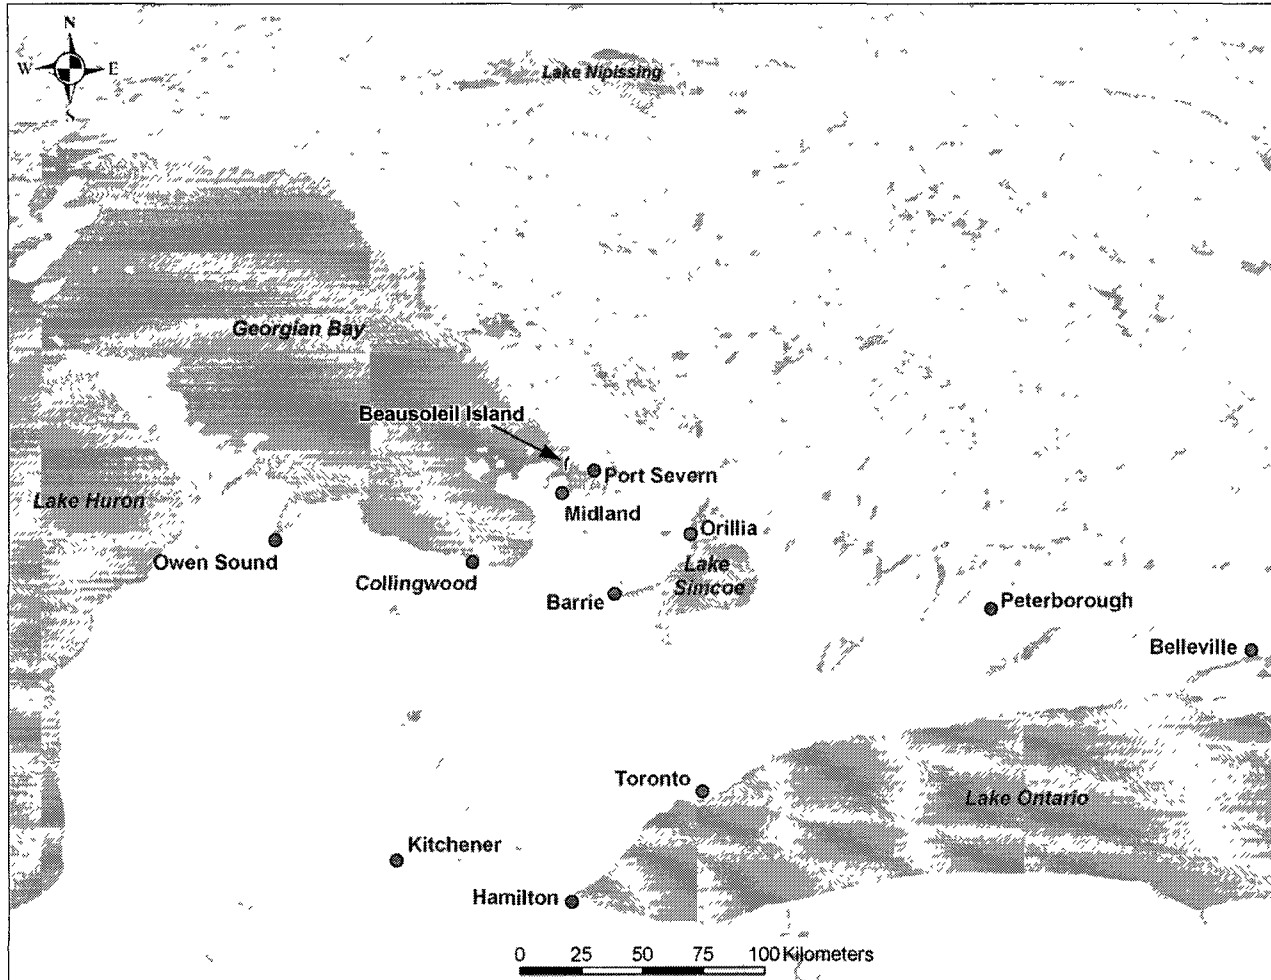 N
W E
S
Lake Nipissing
Georgian Bay
Beausoleil Island
Port Severn
Lake Huron
Midland
Orillia
Owen Sound
Collingwood
Lake
Simcoe
Barrie
Peterborough
Belleville
Toronto
Lake Ontario
Kitchener
Hamilton
0 25 50 75 100 Kilometers